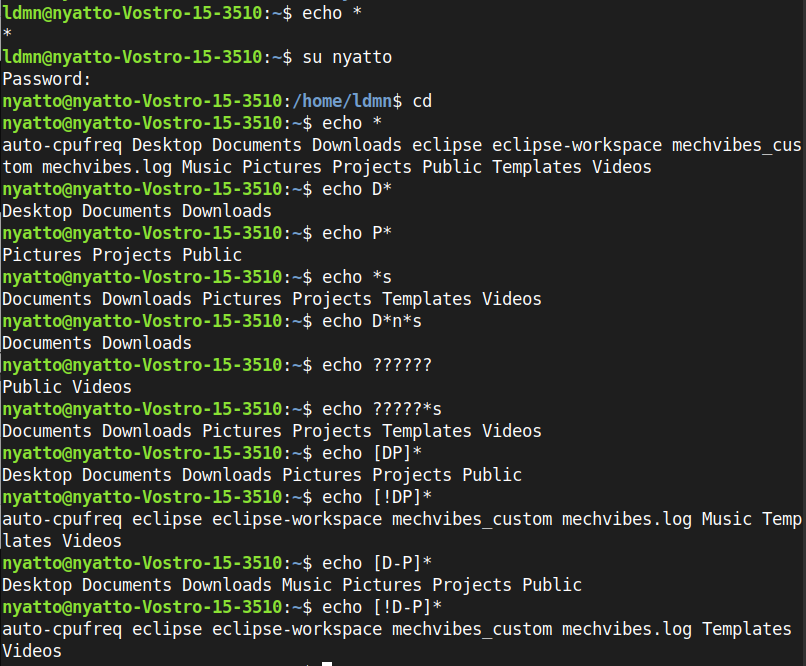 ldmn@nyatto-Vostro-15-3510:~$ echo *
*
ldmn@nyatto-Vostro-15-3510:~$ su nyatto
Password:
nyatto@nyatto-Vostro-15-3510:/home/ldmn$ cd
nyatto@nyatto-Vostro-15-3510:~$ echo *
auto-cpufreq Desktop Documents Downloads eclipse eclipse-workspace mechvibes_cus
tom mechvibes.log Music Pictures Projects Public Templates Videos
nyatto@nyatto-Vostro-15-3510:~$ echo D*
Desktop Documents Downloads
nyatto@nyatto-Vostro-15-3510:~$ echo P*
Pictures Projects Public
nyatto@nyatto-Vostro-15-3510:~$ echo *s
Documents Downloads Pictures Projects Templates Videos
nyatto@nyatto-Vostro-15-3510:~$ echo D*n*s
Documents Downloads
nyatto@nyatto-Vostro-15-3510:~$ echo ??????
Public Videos
nyatto@nyatto-Vostro-15-3510:~$ echo ?????*s
Documents Downloads Pictures Projects Templates Videos
nyatto@nyatto-Vostro-15-3510:~$ echo [DP]*
Desktop Documents Downloads Pictures Projects Public
nyatto@nyatto-Vostro-15-3510:~$ echo [!DP]*
auto-cpufreq eclipse eclipse-workspace mechvibes_custom mechvibes.log Music Temp
lates Videos
nyatto@nyatto-Vostro-15-3510:~$ echo [D-P]*
Desktop Documents Downloads Music Pictures Projects Public
nyatto@nyatto-Vostro-15-3510:~$ echo [!D-P]*
auto-cpufreq eclipse eclipse-workspace mechvibes_custom mechvibes.log Templates
Videos